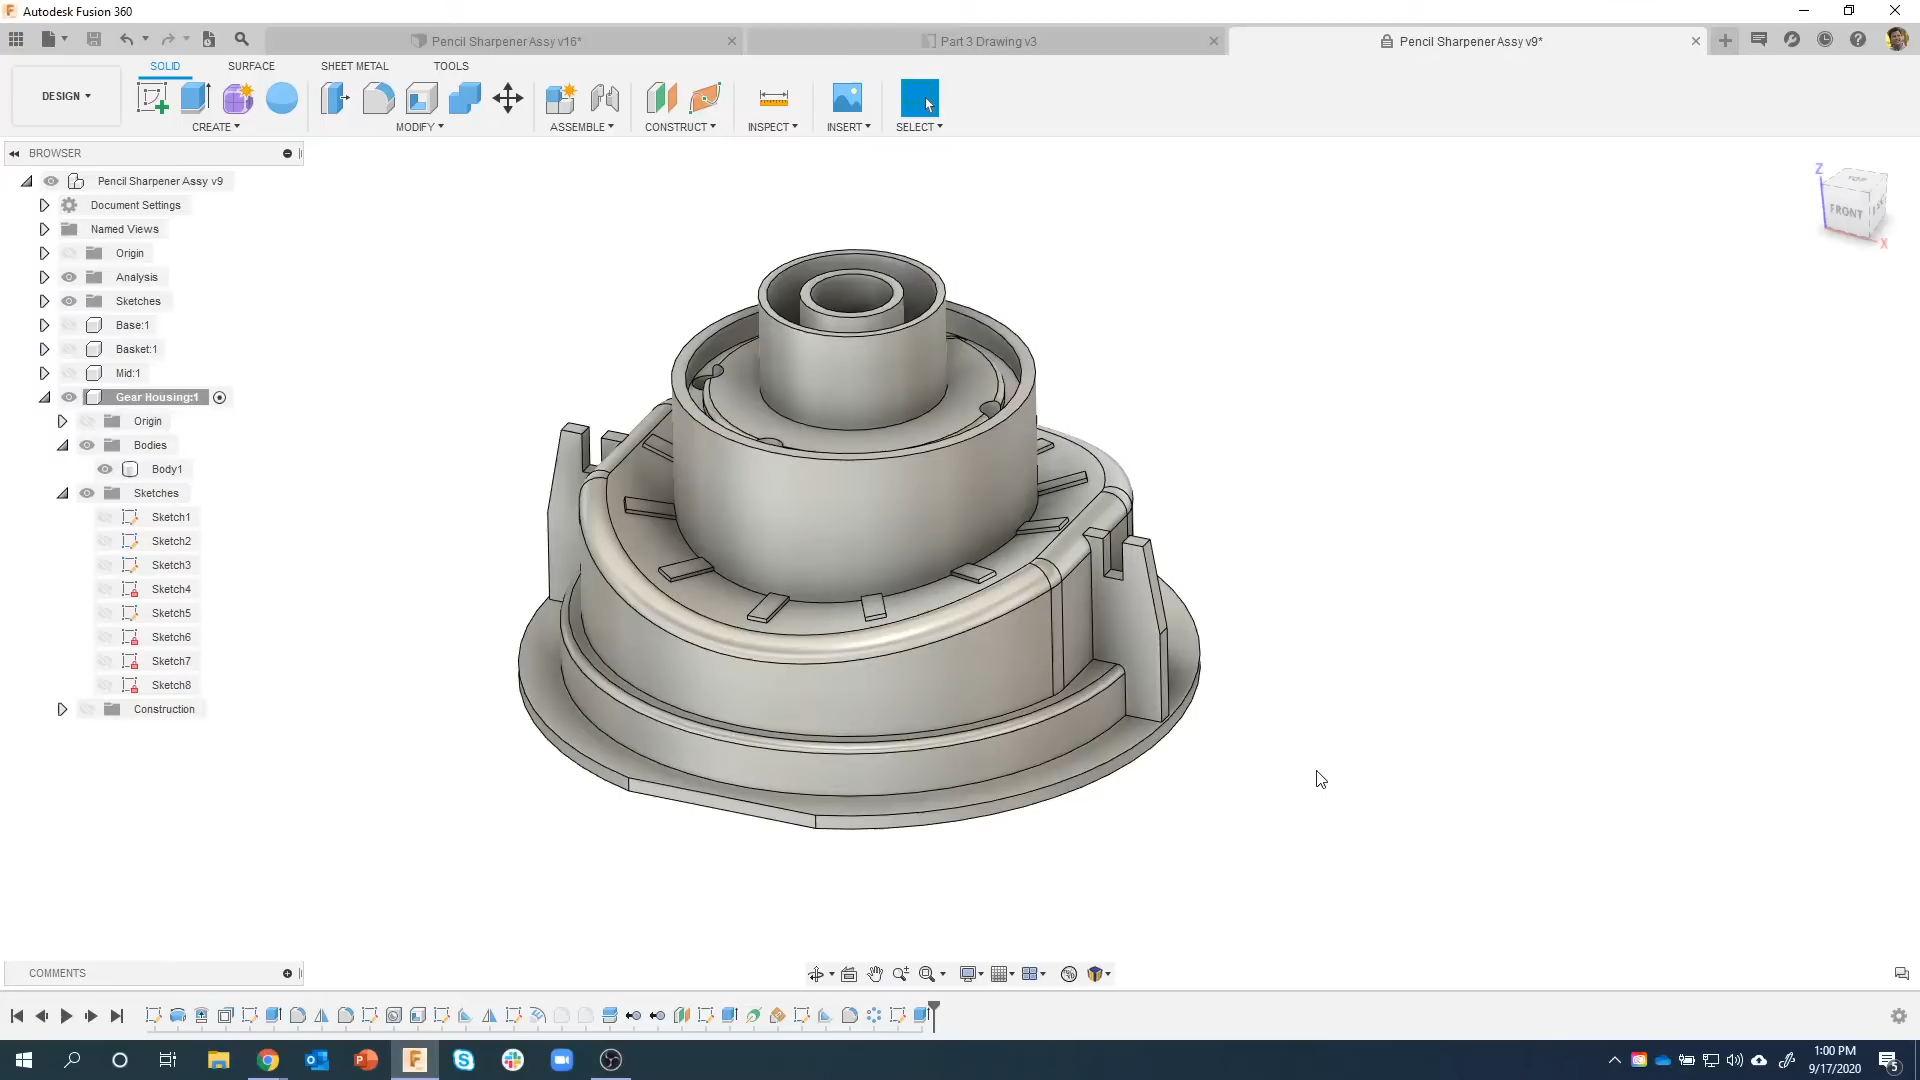 Autodesk Fusion 360
Pencil Sharpener Assy v16*
Part 3 Drawing v3
Pencil Sharpener Assy v9*
SOLID
SURFACE
SHEET METAL
TOOLS
DESIGN
CREATE
MODIFY
ASSEMBLE
CONSTRUCT
INSPECT
INSERT
SELECT
BROWSER
Pencil Sharpener Assy v9
Document Settings
Named Views
Origin
Analysis
Sketches
Base:1
Basket:1
Mid:1
Gear Housing:1
Origin
Bodies
Body1
Sketches
Sketch1
Sketch2
Sketch3
Sketch4
Sketch5
Sketch6
Sketch7
Sketch8
Construction
Z
TOP
FRONT
X
COMMENTS
1:00 PM
9/17/2020
5